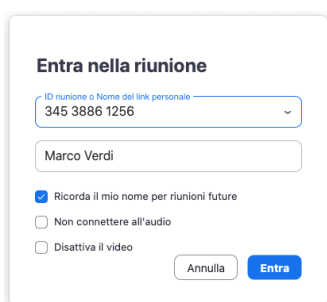 Entra nella riunione
ID riunione o Nome del link personale
345 3886 1256
Marco Verdi
Ricorda il mio nome per riunioni future
Non connettere all'audio
Disattiva il video
Annulla Entra